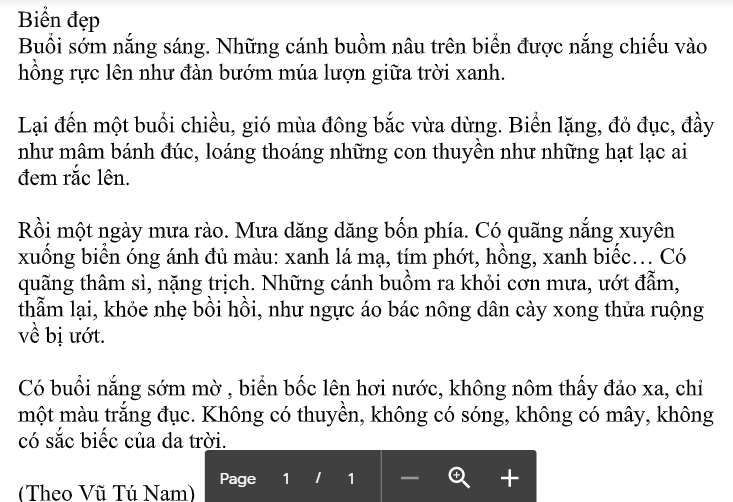 Biển đẹp
Buổi sớm nắng sáng. Những cánh buồm nâu trên biển được nắng chiếu vào
hồng rực lên như đàn bướm múa lượn giữa trời xanh.
Lại đến một buổi chiều, gió mùa đông bắc vừa dừng. Biển lặng, đỏ đục, đầy
như mâm bánh đúc, loáng thoáng những con thuyền như những hạt lạc ai
đem rắc lên.
Rồi một ngày mưa rào. Mưa dăng dăng bốn phía. Có quãng nắng xuyên
xuống biển óng ánh đủ màu: xanh lá mạ, tím phớt, hồng, xanh biếc… Có
quãng thâm sì, nặng trịch. Những cánh buồm ra khỏi cơn mưa, ướt đẫm,
thẫm lại, khỏe nhẹ bồi hồi, như ngực áo bác nông dân cày xong thửa ruộng
về bị ướt.
Có buổi nắng sớm mờ , biển bốc lên hơi nước, không nôm thấy đảo xa, chỉ
một màu trắng đục. Không có thuyền, không có sóng, không có mây, không
có sắc biếc của da trời.
(Theo Vũ Tú Nam)
Page 1 / 1